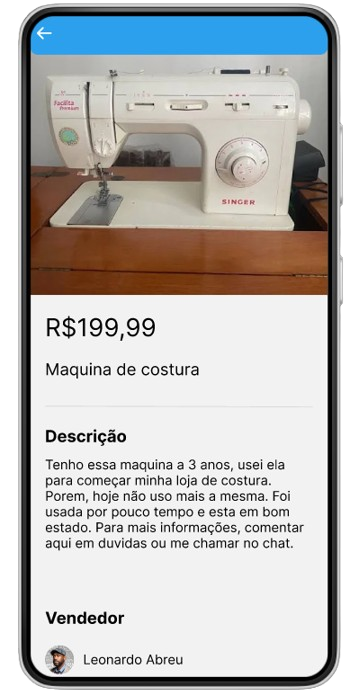 Facilita
Premium
SINGER
R$199,99
Maquina de costura
Descrição
Tenho essa maquina a 3 anos, usei ela
para começar minha loja de costura.
Porem, hoje não uso mais a mesma. Foi
usada por pouco tempo e esta em bom
estado. Para mais informações, comentar
aqui em duvidas ou me chamar no chat.
Vendedor
Leonardo Abreu